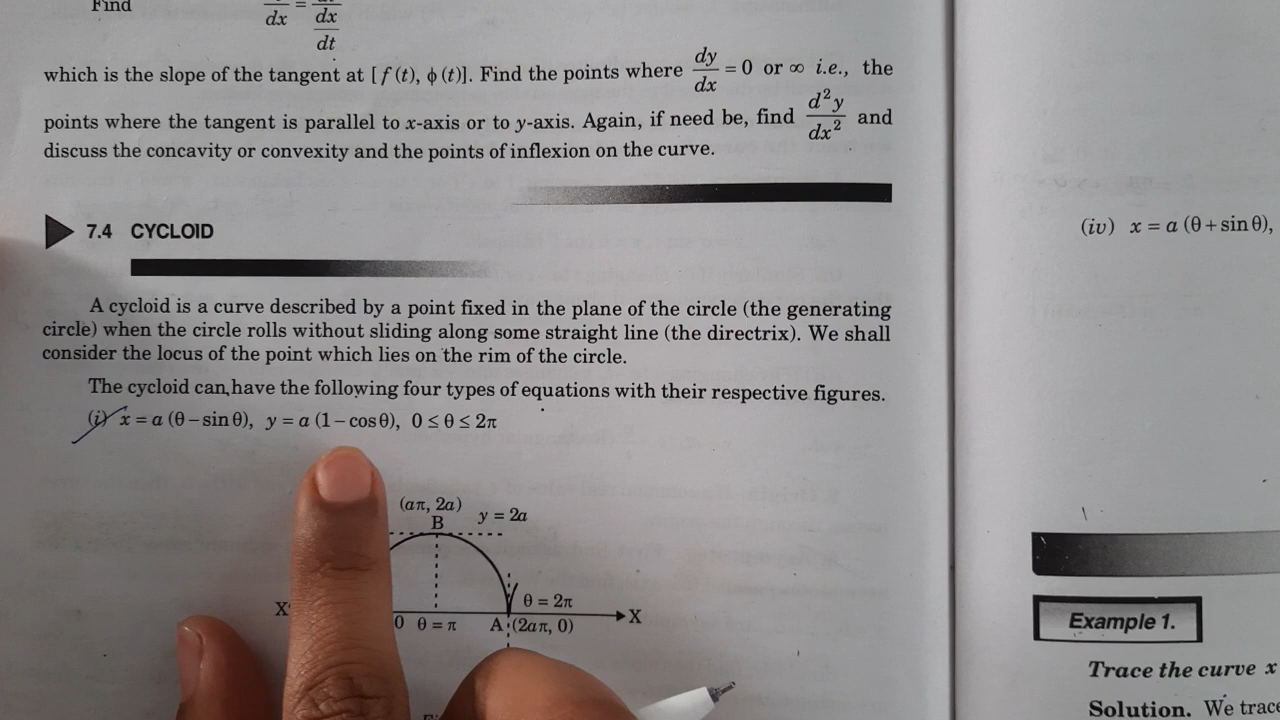 Find dy/dx = dx/dt
which is the slope of the tangent at [f(t), ϕ(t)]. Find the points where dy/dx = 0 or ∞ i.e., the
points where the tangent is parallel to x-axis or to y-axis. Again, if need be, find d²y/dx² and
discuss the concavity or convexity and the points of inflexion on the curve.
7.4 CYCLOID
A cycloid is a curve described by a point fixed in the plane of the circle (the generating
circle) when the circle rolls without sliding along some straight line (the directrix). We shall
consider the locus of the point which lies on the rim of the circle.
The cycloid can have the following four types of equations with their respective figures.
(i) x = a (θ – sin θ), y = a (1 – cos θ), 0 ≤ θ ≤ 2π
(aπ, 2a)
B y = 2a
θ = 2π
X'
X
0 θ = π A (2aπ, 0)
(iv) x = a (θ + sin θ),
Example 1.
Trace the curve x
Solution. We trace